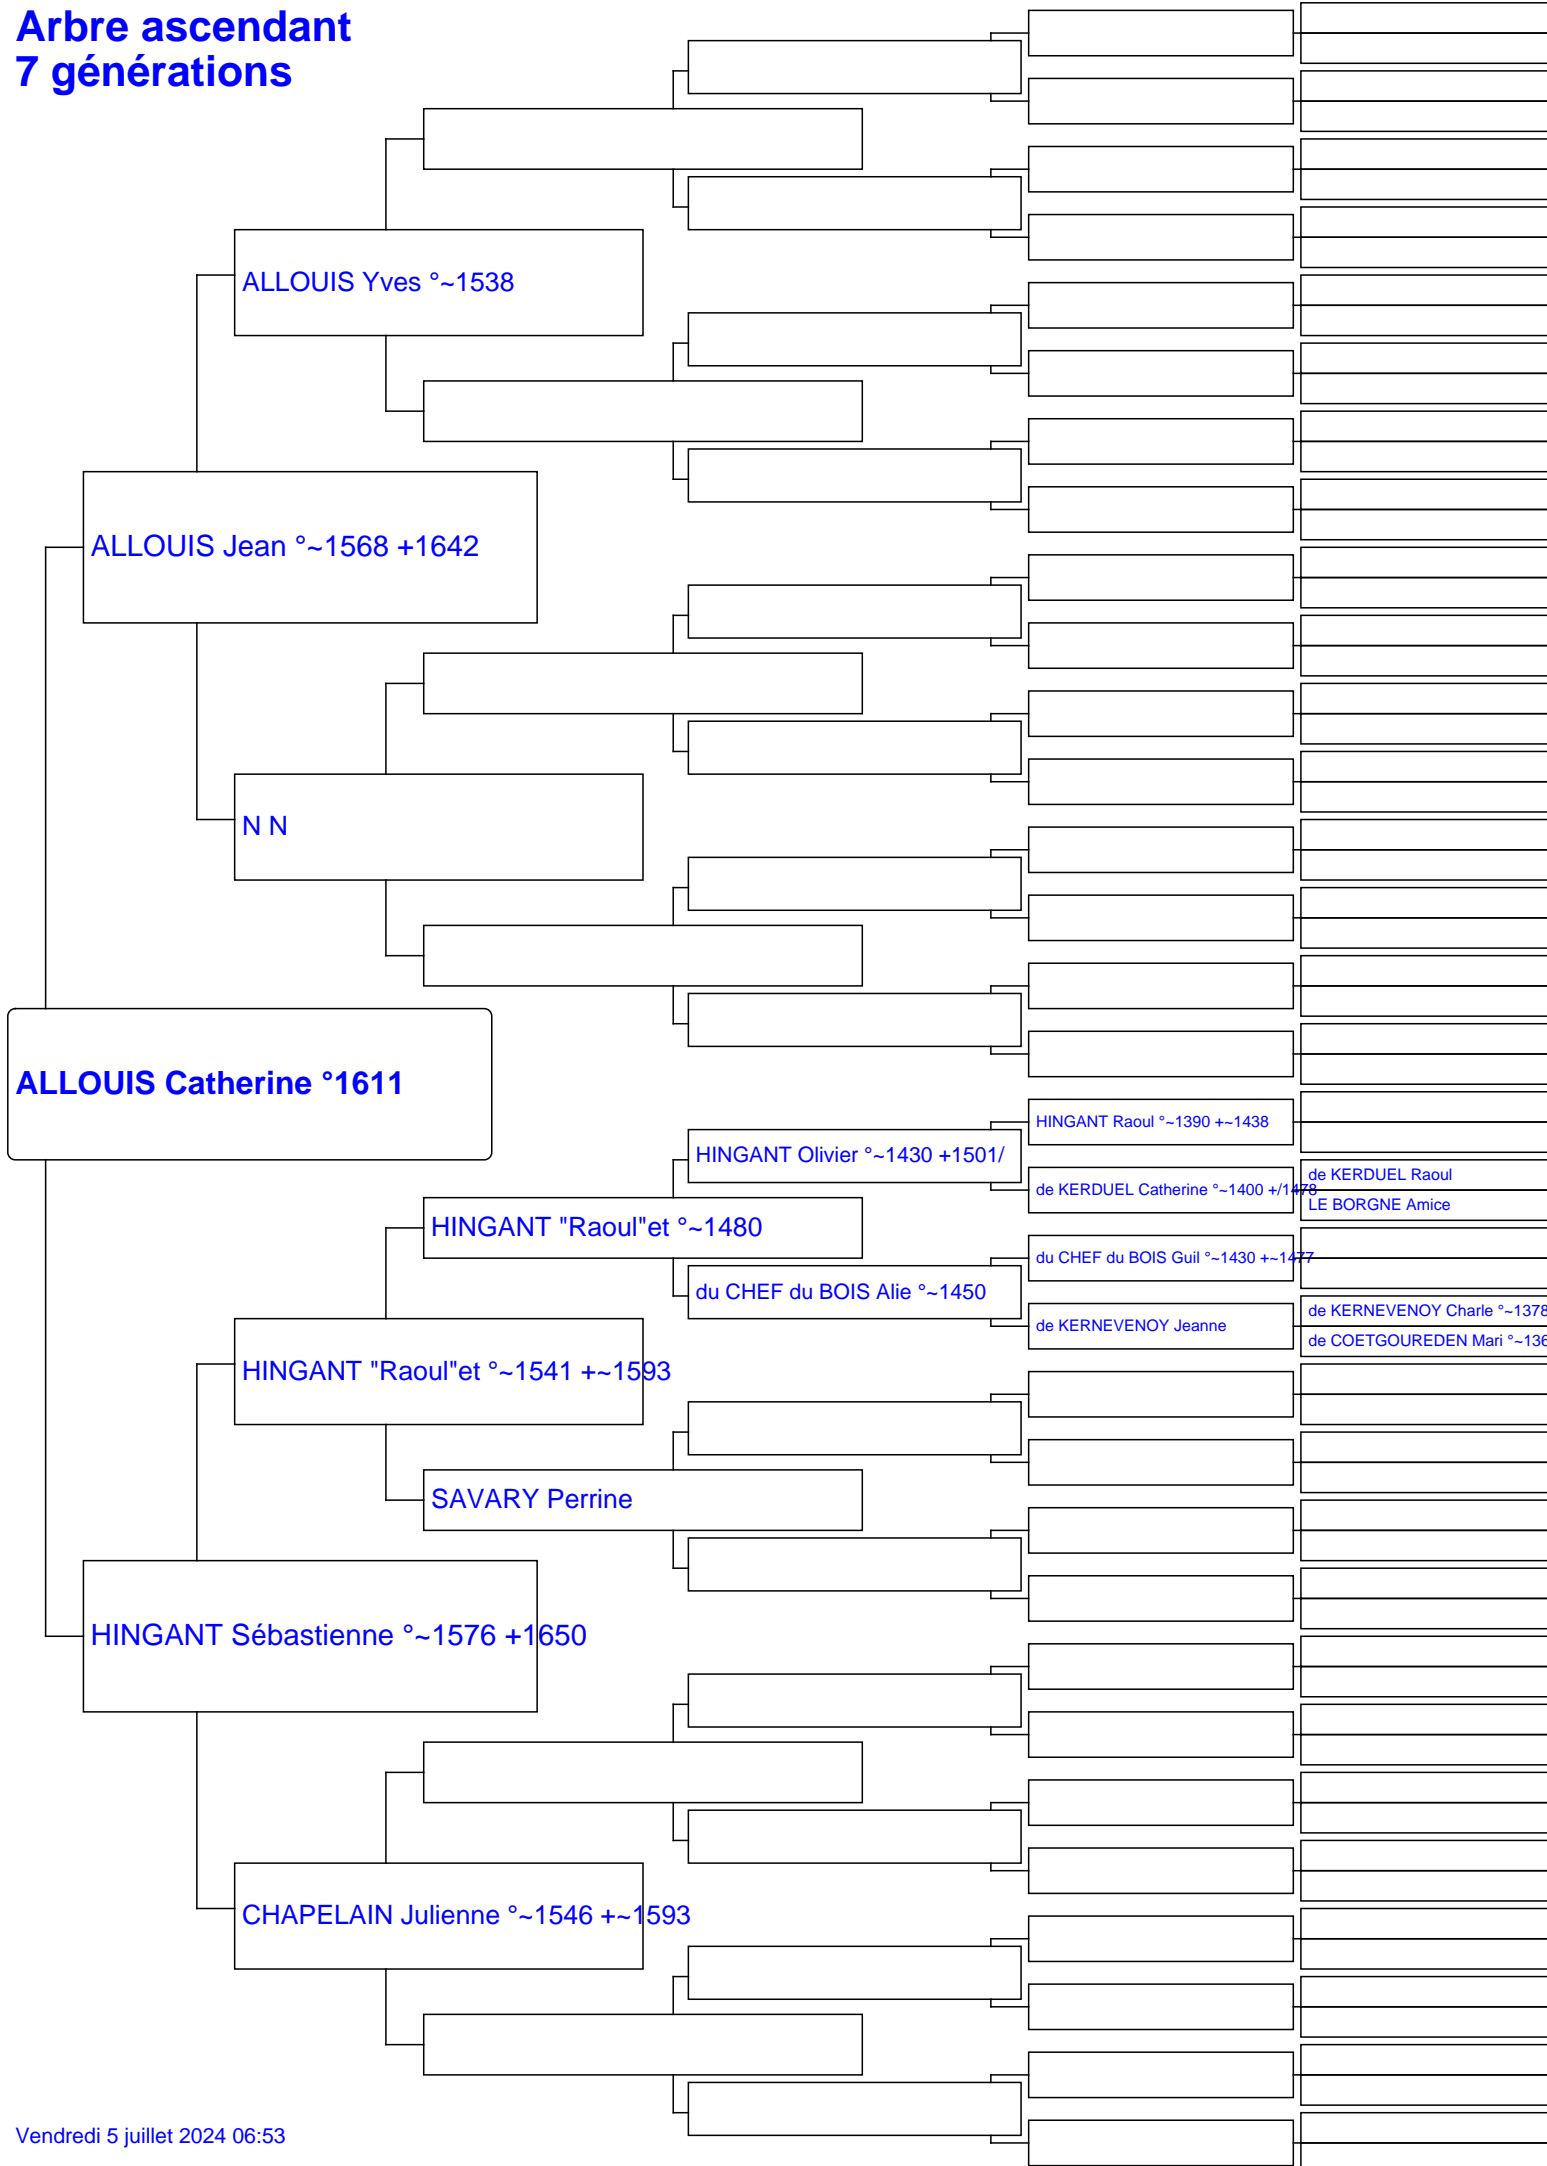 Arbre ascendant
7 générations
ALLOUIS Yves °~1538
ALLOUIS Jean °~1568 +1642
N N
ALLOUIS Catherine °1611
HINGANT Raoul °~1390 +~1438
HINGANT Olivier °~1430 +1501/
de KERDUEL Raoul
de KERDUEL Catherine °~1400 +/1478
LE BORGNE Amice
HINGANT "Raoul"et °~1480
du CHEF du BOIS Guil °~1430 +~1477
du CHEF du BOIS Alie °~1450
de KERNEVENOY Charle °~1378
de KERNEVENOY Jeanne
de COETGOUREDEN Mari °~136
HINGANT "Raoul"et °~1541 +~1593
SAVARY Perrine
HINGANT Sébastienne °~1576 +1650
CHAPELAIN Julienne °~1546 +~1593
Vendredi 5 juillet 2024 06:53